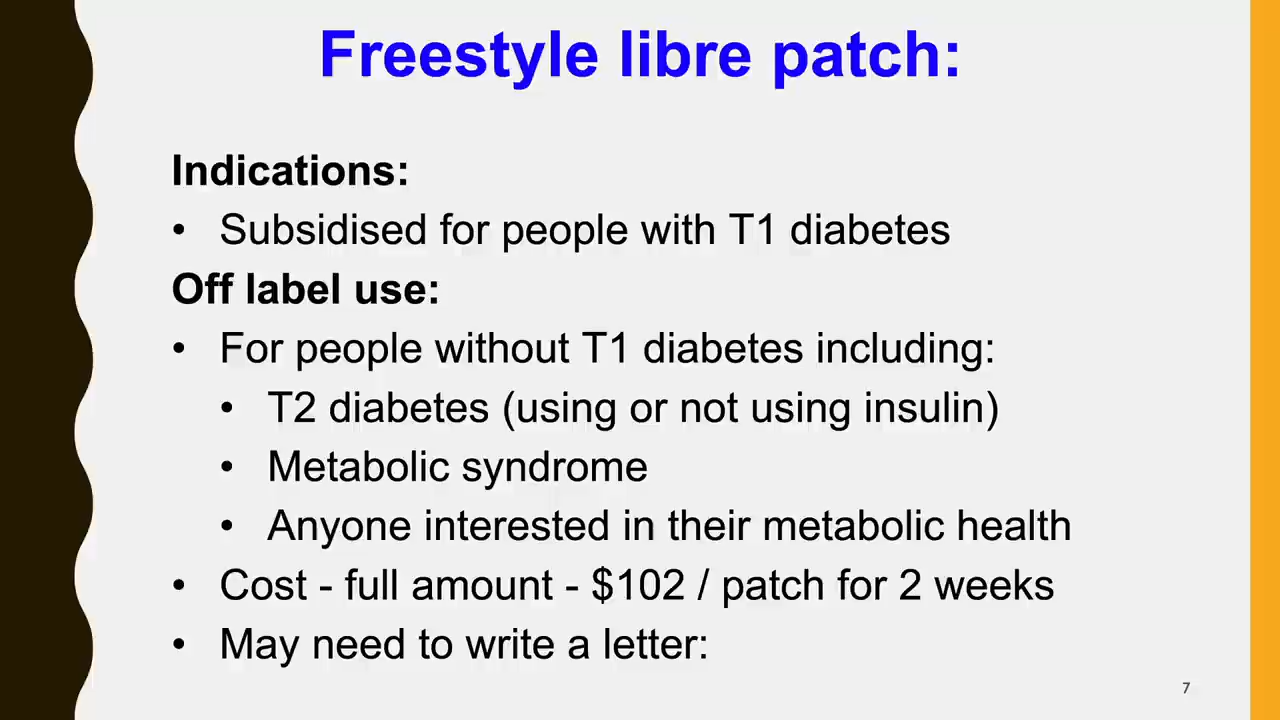 Freestyle libre patch:
Indications:
• Subsidised for people with T1 diabetes
Off label use:
• For people without T1 diabetes including:
• T2 diabetes (using or not using insulin)
• Metabolic syndrome
• Anyone interested in their metabolic health
• Cost - full amount - $102 / patch for 2 weeks
• May need to write a letter:
7